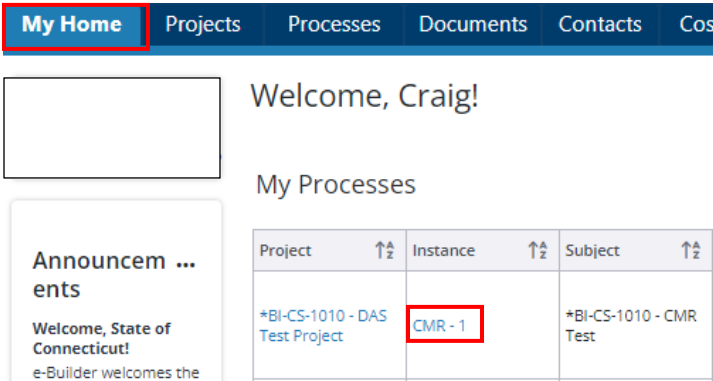 My Home Projects Processes Documents Contacts Cos
Welcome, Craig!
My Processes
Announcem ...
ents
Welcome, State of
Connecticut!
e-Builder welcomes the
Project Instance Subject
*BI-CS-1010 - DAS
Test Project
CMR - 1
*BI-CS-1010 - CMR
Test